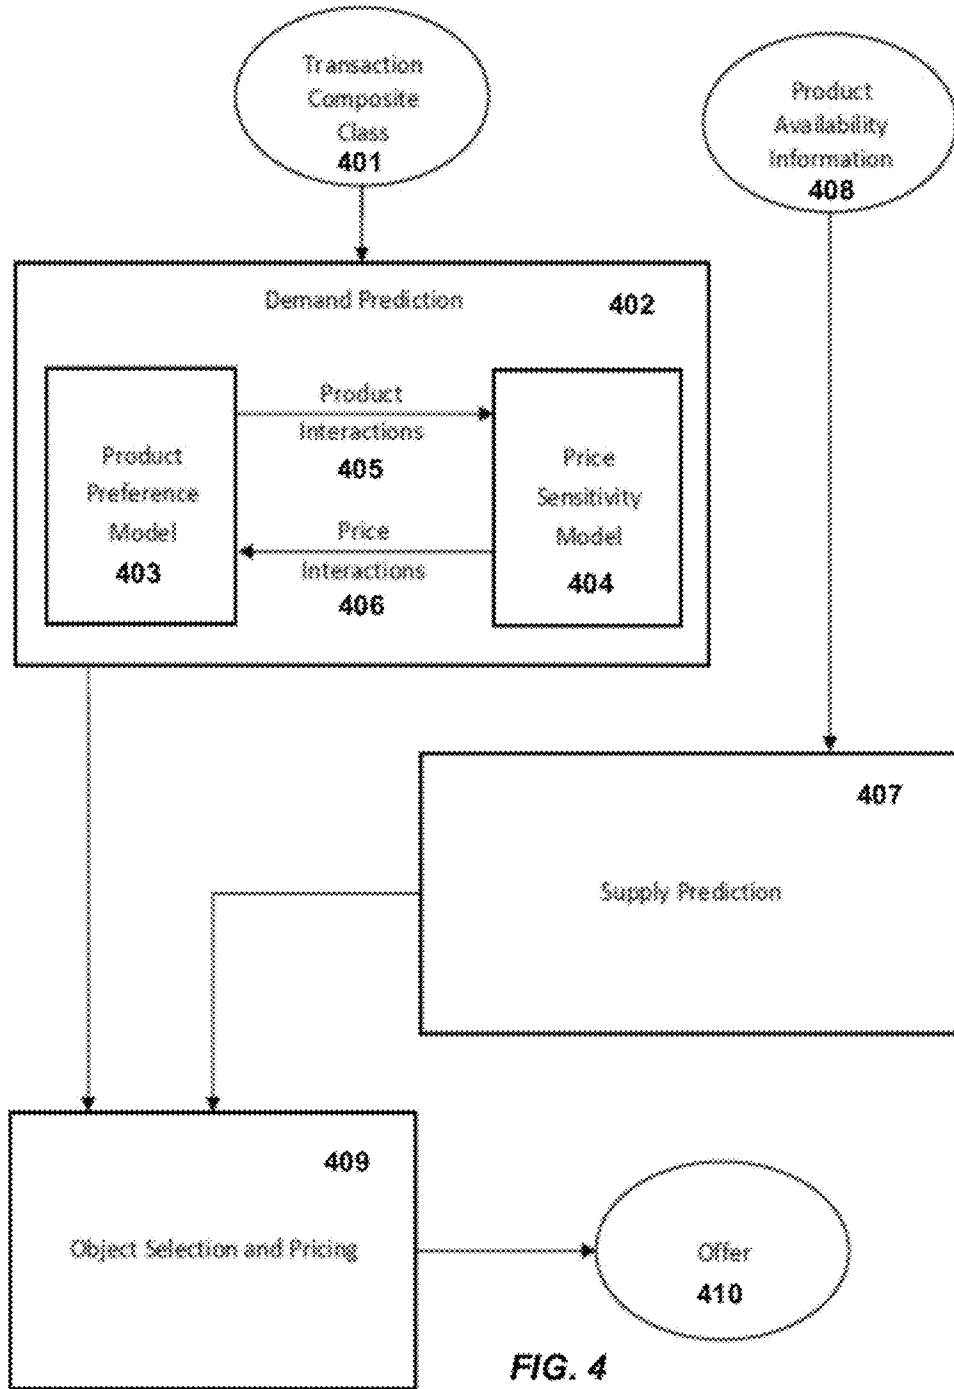 Transaction
Composite
Class
401
Product
Availability
Information
408
Demand Prediction
402
Product
Interactions
405
Product
Preference
Model
403
Price
Sensitivity
Model
404
Price
Interactions
406
407
Supply Prediction
409
Object Selection and Pricing
Offer
410
FIG. 4